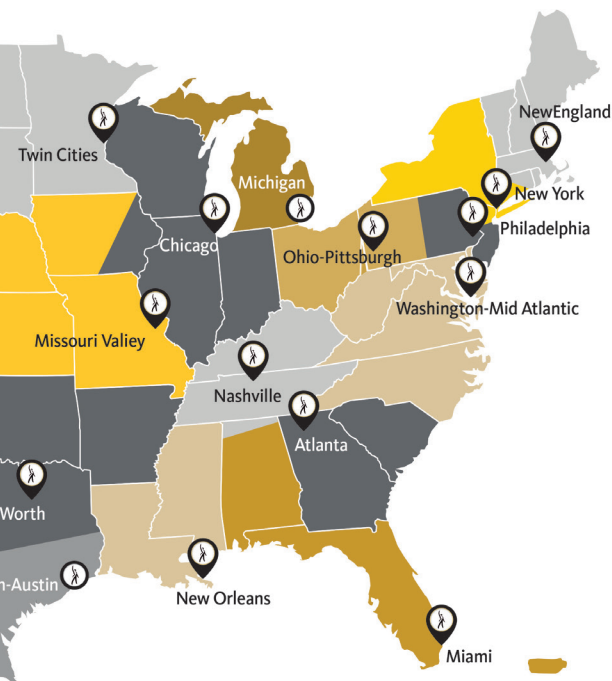 NewEngland
Twin Cities
Michigan
New York
Philadelphia
Chicago
Ohio-Pittsburgh
Washington-Mid Atlantic
Missouri Valiey
Nashville
Atlanta
Worth
n-Austin
New Orleans
Miami